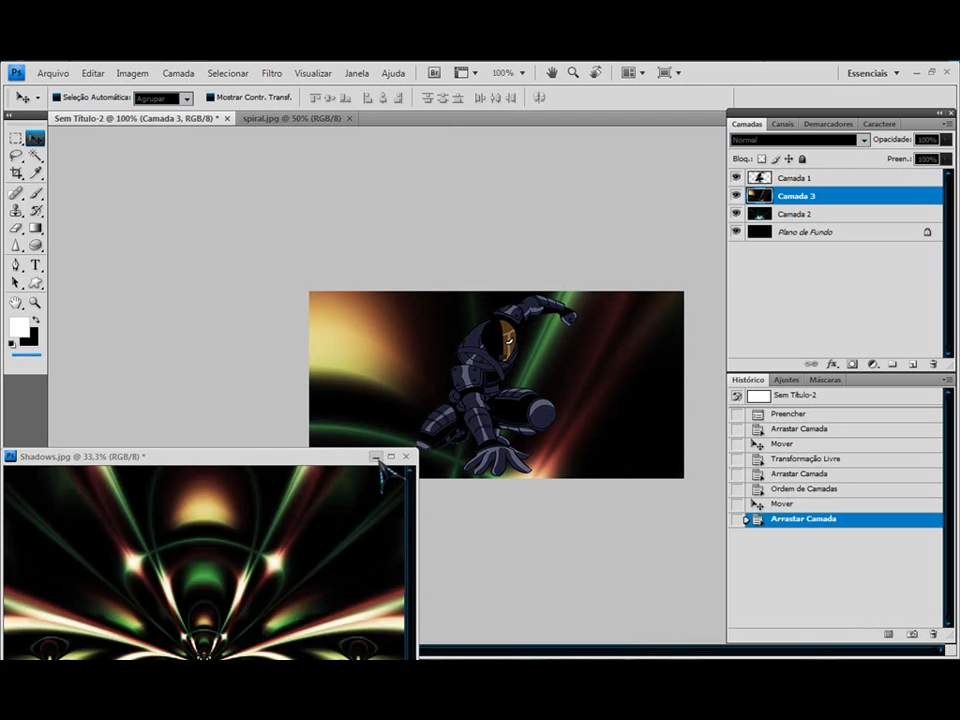 Ps Arquivo Editar Imagem Camada Selecionar Filtro Visualizar Janela Ajuda Br 100% Essenciais
Seleção Automática: Agrupar Mostrar Contr. Transf.
Sem Título-2 @ 100% (Camada 3, RGB/8) * spiral.jpg @ 50% (RGB/8)
Camadas Canais Demarcadores Caractere
Normal Opacidade: 100%
Bloq.: Preen.: 100%
Camada 1
Camada 3
Camada 2
Plano de Fundo
Histórico Ajustes Máscaras
Sem Título-2
Preencher
Arrastar Camada
Mover
Transformação Livre
Arrastar Camada
Ordem de Camadas
Mover
Arrastar Camada
Ps Shadows.jpg @ 33,3% (RGB/8) *